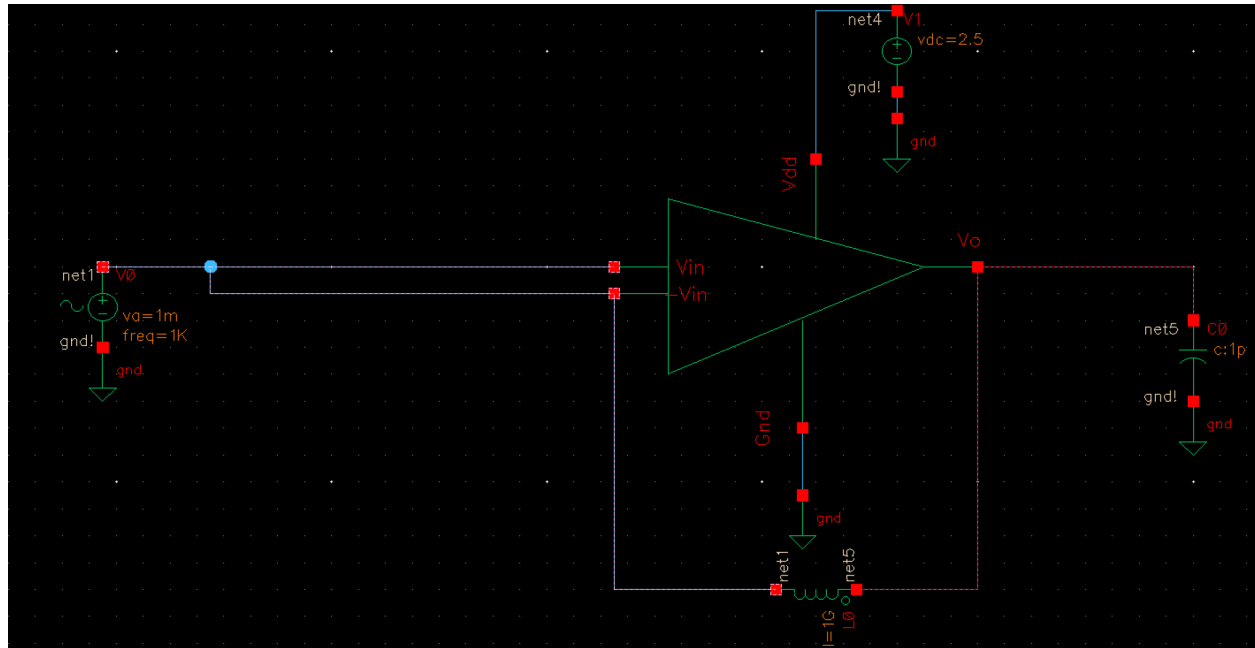 net4
V1
vdc=2.5
gnd!
gnd
Vdd
Vo
Vin
-Vin
net1
V0
va=1m
freq=1K
gnd!
gnd
net5
C0
c:1p
gnd!
gnd
Gnd
gnd
net1
net5
l=1G
L0